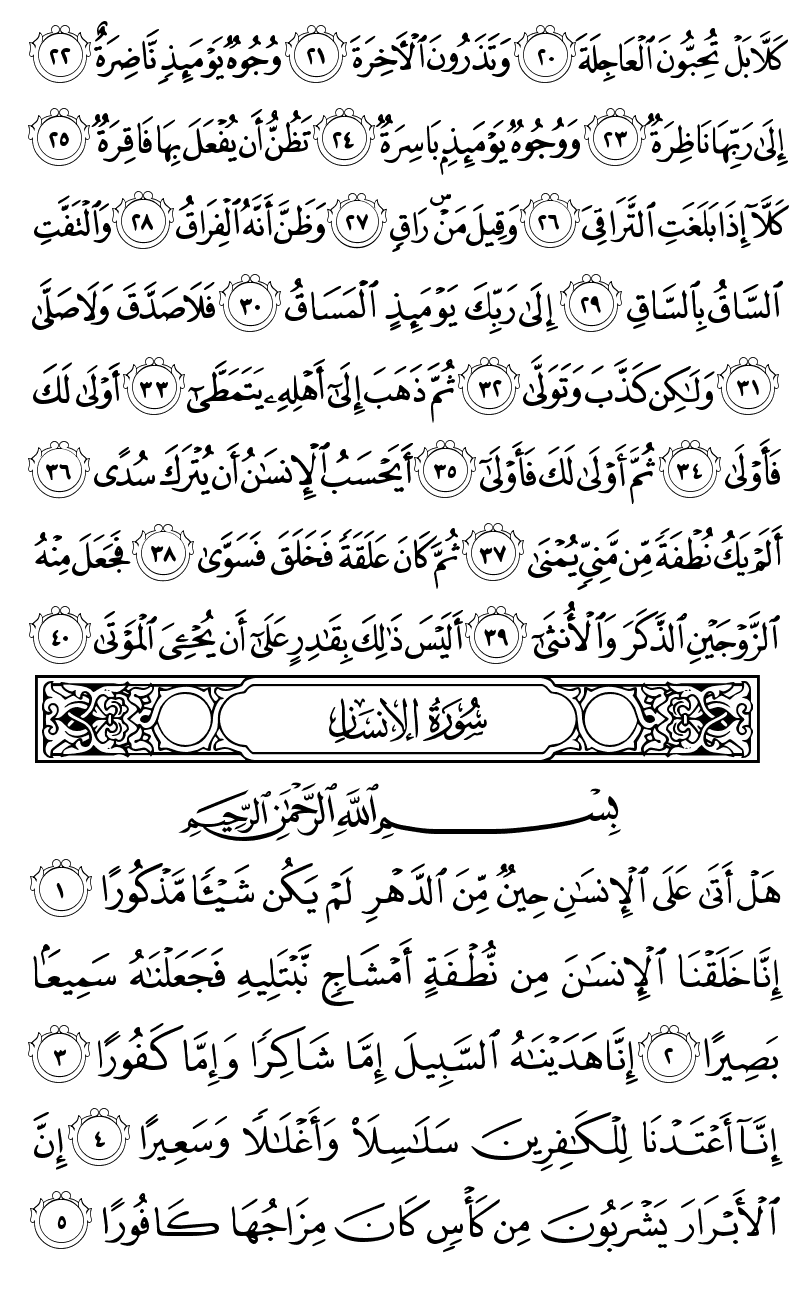 كَلَّا بَلْ تُحِبُّونَ ٱلْعَاجِلَةَ ٢٠ وَتَذَرُونَ ٱلْأَخِرَةَ ٢١ وُجُوهٌ يَوْمَئِذٍ نَّاضِرَةٌ ٢٢
إِلَىٰ رَبِّهَا نَاظِرَةٌ ٢٣ وَوُجُوهٌ يَوْمَئِذٍۭ بَاسِرَةٌ ٢٤ تَظُنُّ أَن يُفْعَلَ بِهَا فَاقِرَةٌ ٢٥
كَلَّآ إِذَا بَلَغَتِ ٱلتَّرَاقِىَ ٢٦ وَقِيلَ مَنْ ۜ رَاقٍ ٢٧ وَظَنَّ أَنَّهُ ٱلْفِرَاقُ ٢٨ وَٱلْتَفَّتِ
ٱلسَّاقُ بِٱلسَّاقِ ٢٩ إِلَىٰ رَبِّكَ يَوْمَئِذٍ ٱلْمَسَاقُ ٣٠ فَلَا صَدَّقَ وَلَا صَلَّىٰ
٣١ وَلَٰكِن كَذَّبَ وَتَوَلَّىٰ ٣٢ ثُمَّ ذَهَبَ إِلَىٰٓ أَهْلِهِۦ يَتَمَطَّىٰٓ ٣٣ أَوْلَىٰ لَكَ
فَأَوْلَىٰ ٣٤ ثُمَّ أَوْلَىٰ لَكَ فَأَوْلَىٰٓ ٣٥ أَيَحْسَبُ ٱلْإِنسَٰنُ أَن يُتْرَكَ سُدًى ٣٦
أَلَمْ يَكُ نُطْفَةً مِّن مَّنِىٍّ يُمْنَىٰ ٣٧ ثُمَّ كَانَ عَلَقَةً فَخَلَقَ فَسَوَّىٰ ٣٨ فَجَعَلَ مِنْهُ
ٱلزَّوْجَيْنِ ٱلذَّكَرَ وَٱلْأُنثَىٰٓ ٣٩ أَلَيْسَ ذَٰلِكَ بِقَٰدِرٍ عَلَىٰٓ أَن يُحْۦِىَ ٱلْمَوْتَىٰ ٤٠
سُورَةُ الإنسَانِ
بِسْمِ ٱللَّهِ ٱلرَّحْمَٰنِ ٱلرَّحِيمِ
هَلْ أَتَىٰ عَلَى ٱلْإِنسَٰنِ حِينٌ مِّنَ ٱلدَّهْرِ لَمْ يَكُن شَيْـًٔا مَّذْكُورًا ١
إِنَّا خَلَقْنَا ٱلْإِنسَٰنَ مِن نُّطْفَةٍ أَمْشَاجٍ نَّبْتَلِيهِ فَجَعَلْنَٰهُ سَمِيعًۢا
بَصِيرًا ٢ إِنَّا هَدَيْنَٰهُ ٱلسَّبِيلَ إِمَّا شَاكِرًا وَإِمَّا كَفُورًا ٣
إِنَّآ أَعْتَدْنَا لِلْكَٰفِرِينَ سَلَٰسِلَا۟ وَأَغْلَٰلًا وَسَعِيرًا ٤ إِنَّ
ٱلْأَبْرَارَ يَشْرَبُونَ مِن كَأْسٍ كَانَ مِزَاجُهَا كَافُورًا ٥